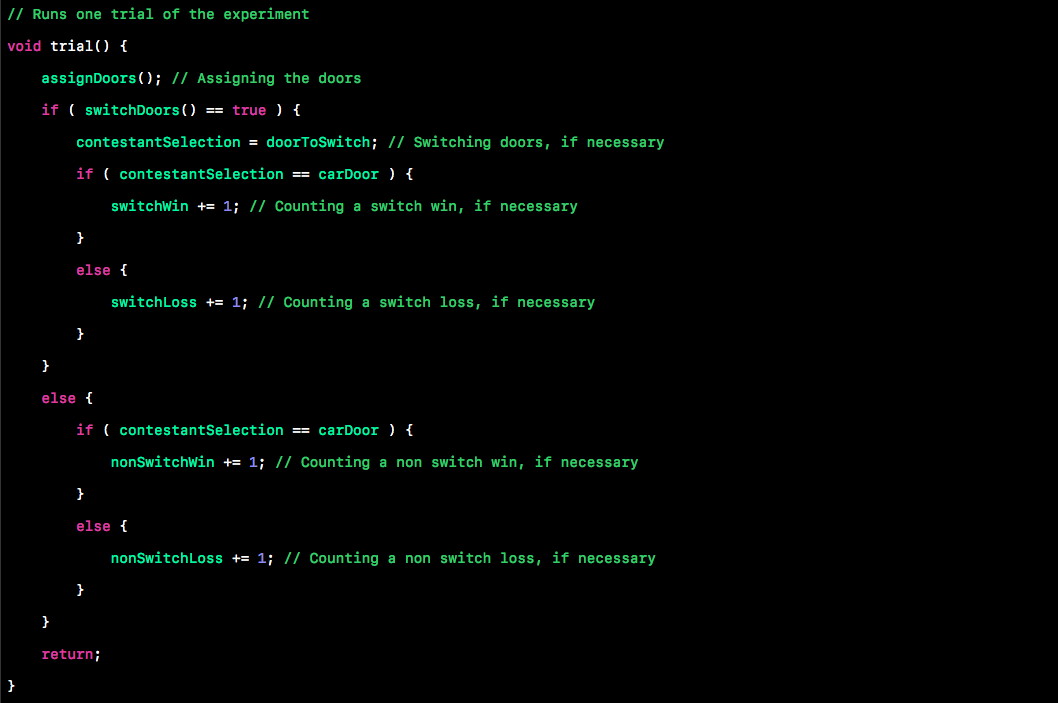 // Runs one trial of the experiment
void trial() {
    assignDoors(); // Assigning the doors
    if ( switchDoors() == true ) {
        contestantSelection = doorToSwitch; // Switching doors, if necessary
        if ( contestantSelection == carDoor ) {
            switchWin += 1; // Counting a switch win, if necessary
        }
        else {
            switchLoss += 1; // Counting a switch loss, if necessary
        }
    }
    else {
        if ( contestantSelection == carDoor ) {
            nonSwitchWin += 1; // Counting a non switch win, if necessary
        }
        else {
            nonSwitchLoss += 1; // Counting a non switch loss, if necessary
        }
    }
    return;
}